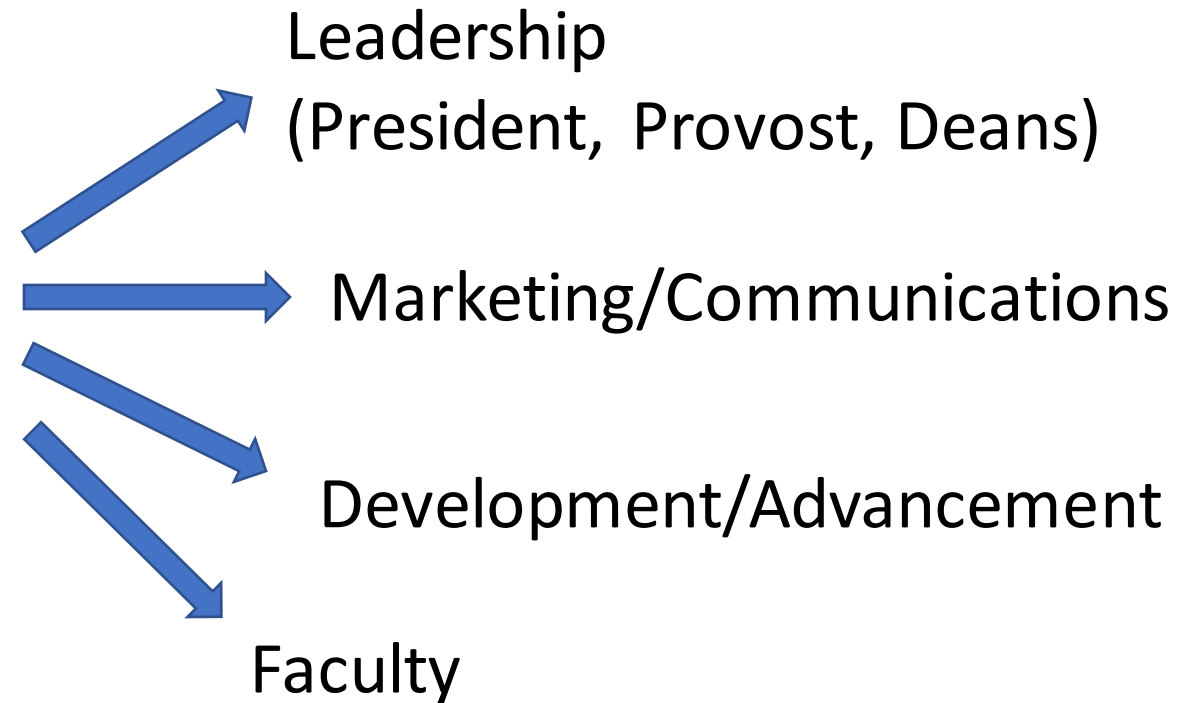 Leadership
(President, Provost, Deans)
Marketing/Communications
Development/Advancement
Faculty